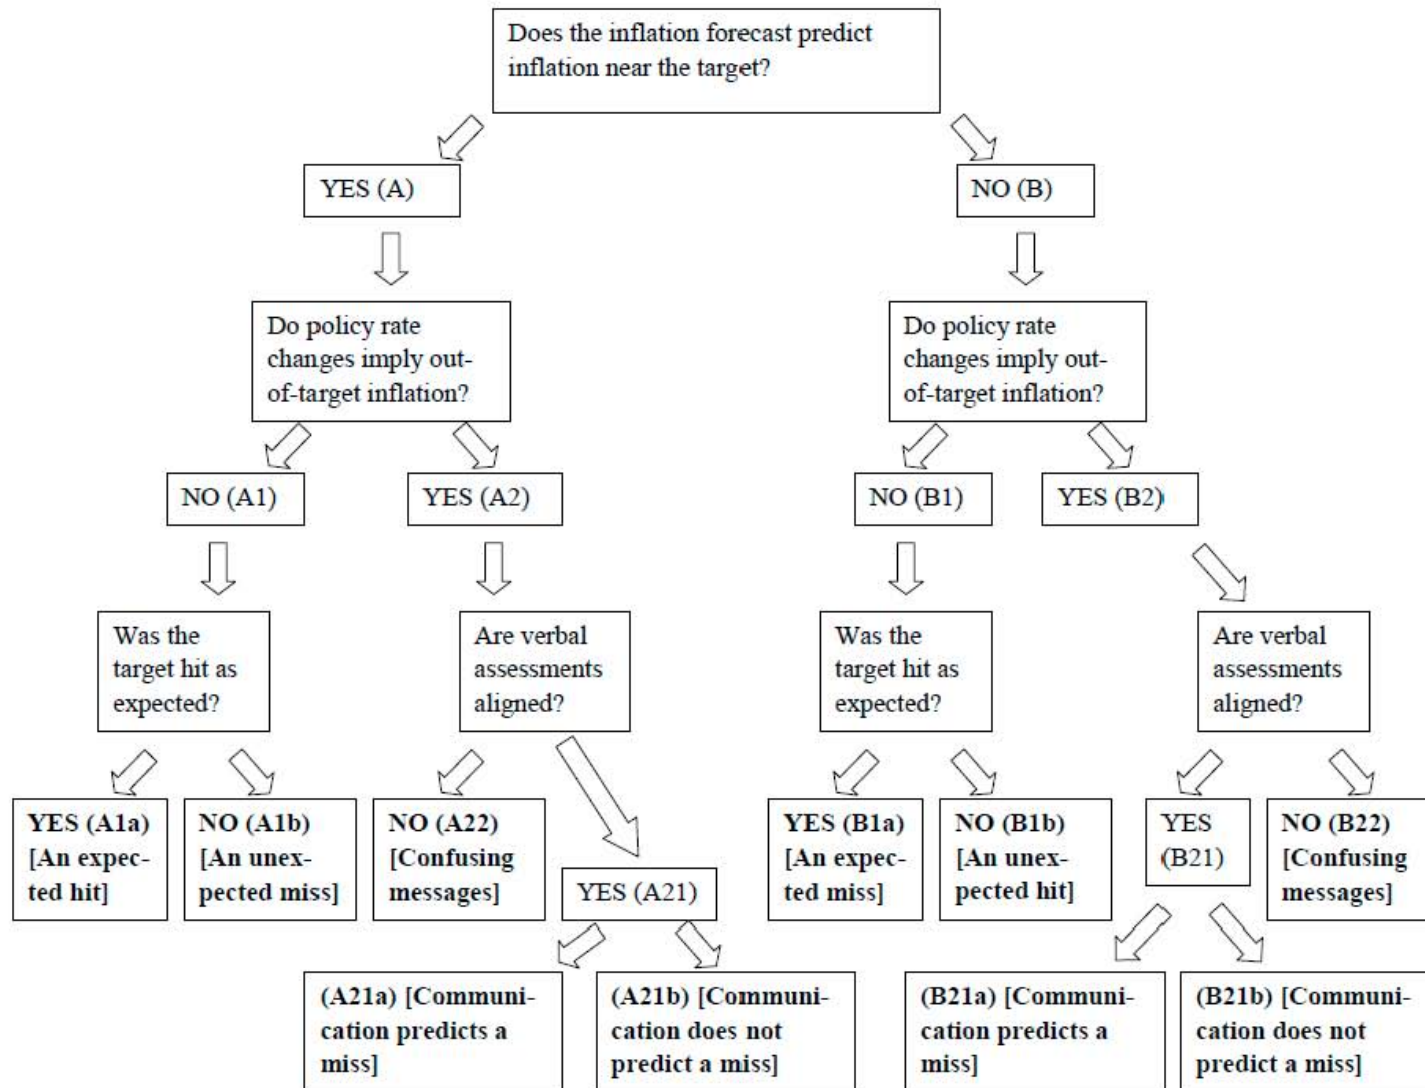 Does the inflation forecast predict
inflation near the target?
YES (A)
NO (B)
Do policy rate
changes imply out-
of-target inflation?
Do policy rate
changes imply out-
of-target inflation?
NO (A1)
YES (A2)
NO (B1)
YES (B2)
Was the
target hit as
expected?
Are verbal
assessments
aligned?
Was the
target hit as
expected?
Are verbal
assessments
aligned?
YES (A1a)
[An expec-
ted hit]
NO (A1b)
[An unex-
pected miss]
NO (A22)
[Confusing
messages]
YES (A21)
YES (B1a)
[An expec-
ted miss]
NO (B1b)
[An unex-
pected hit]
YES
(B21)
NO (B22)
[Confusing
messages]
(A21a) [Communi-
cation predicts a
miss]
(A21b) [Communi-
cation does not
predict a miss]
(B21a) [Communi-
cation predicts a
miss]
(B21b) [Communi-
cation does not
predict a miss]